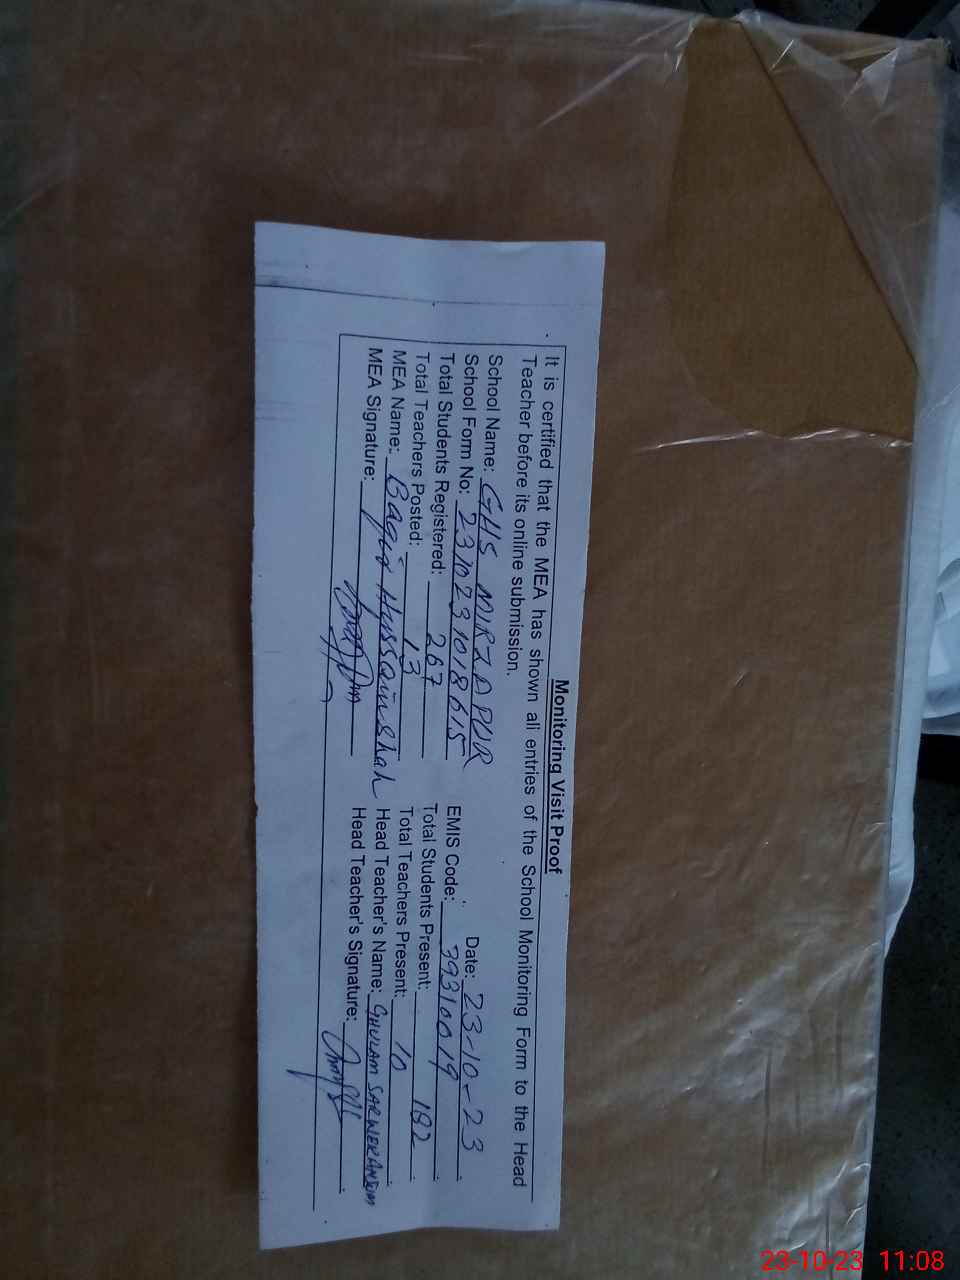 Monitoring Visit Proof
It is certified that the MEA has shown all entries of the School Monitoring Form to the Head
Teacher before its online submission.
Date: 23-10-23
School Name: GHS MIRZAPUR
EMIS Code: 39310019
School Form No: 2310231018615
Total Students Present: 182
Total Students Registered: 267
Total Teachers Present: 10
Total Teachers Posted: 13
Head Teacher's Name: GHULAM
MEA Name: Hussain Shah
Head Teacher's Signature:
MEA Signature:
23-10-23 11:08